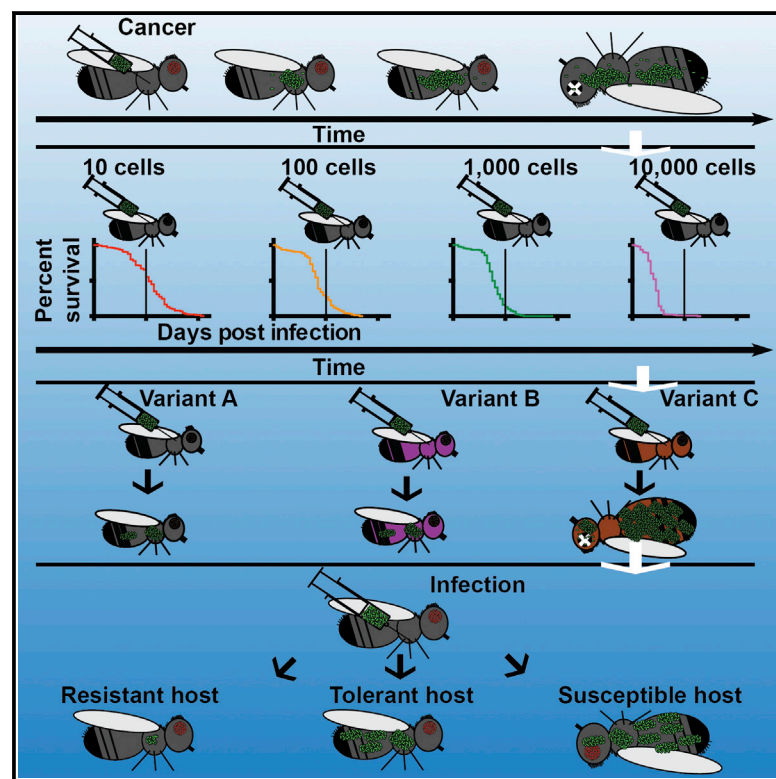 Cancer
Time
10 cells
100 cells
1,000 cells
10,000 cells
Percent
survival
Days post infection
Time
Variant A
Variant B
Variant C
Infection
Resistant host
Tolerant host
Susceptible host